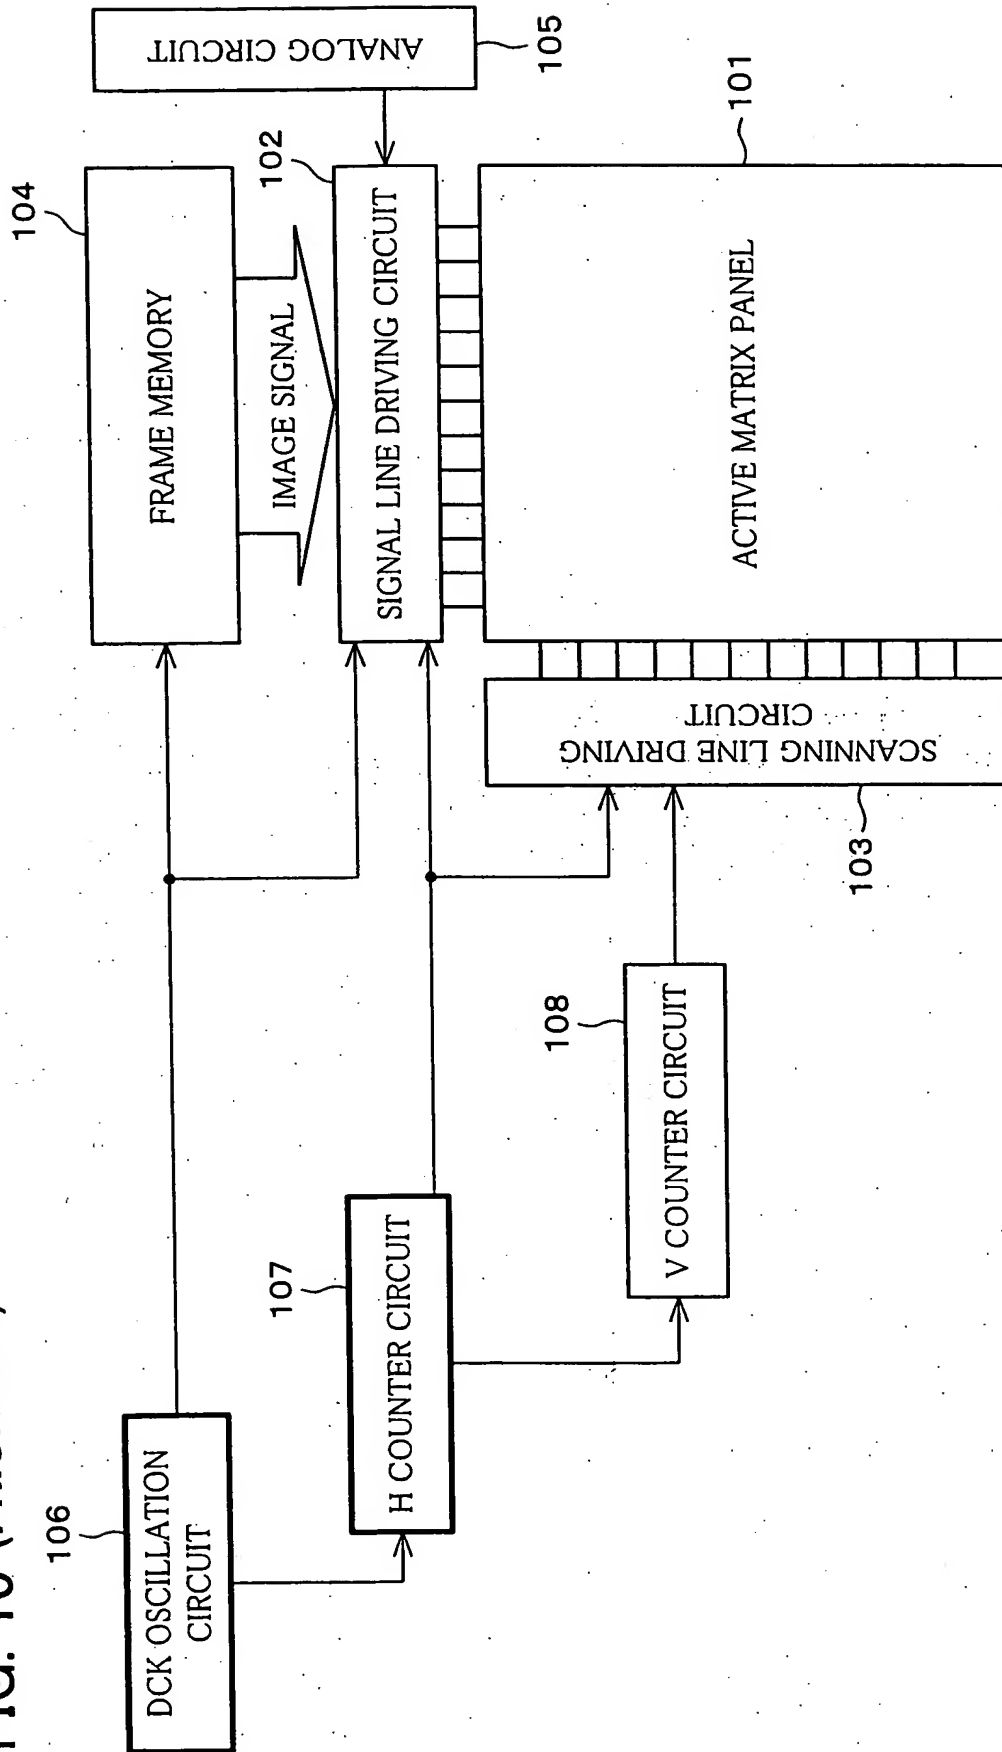 104
FRAME MEMORY
ANALOG CIRCUIT
105
IMAGE SIGNAL
102
SIGNAL LINE DRIVING CIRCUIT
101
ACTIVE MATRIX PANEL
SCANNING LINE DRIVING
CIRCUIT
103
106
DCK OSCILLATION
CIRCUIT
107
H COUNTER CIRCUIT
108
V COUNTER CIRCUIT